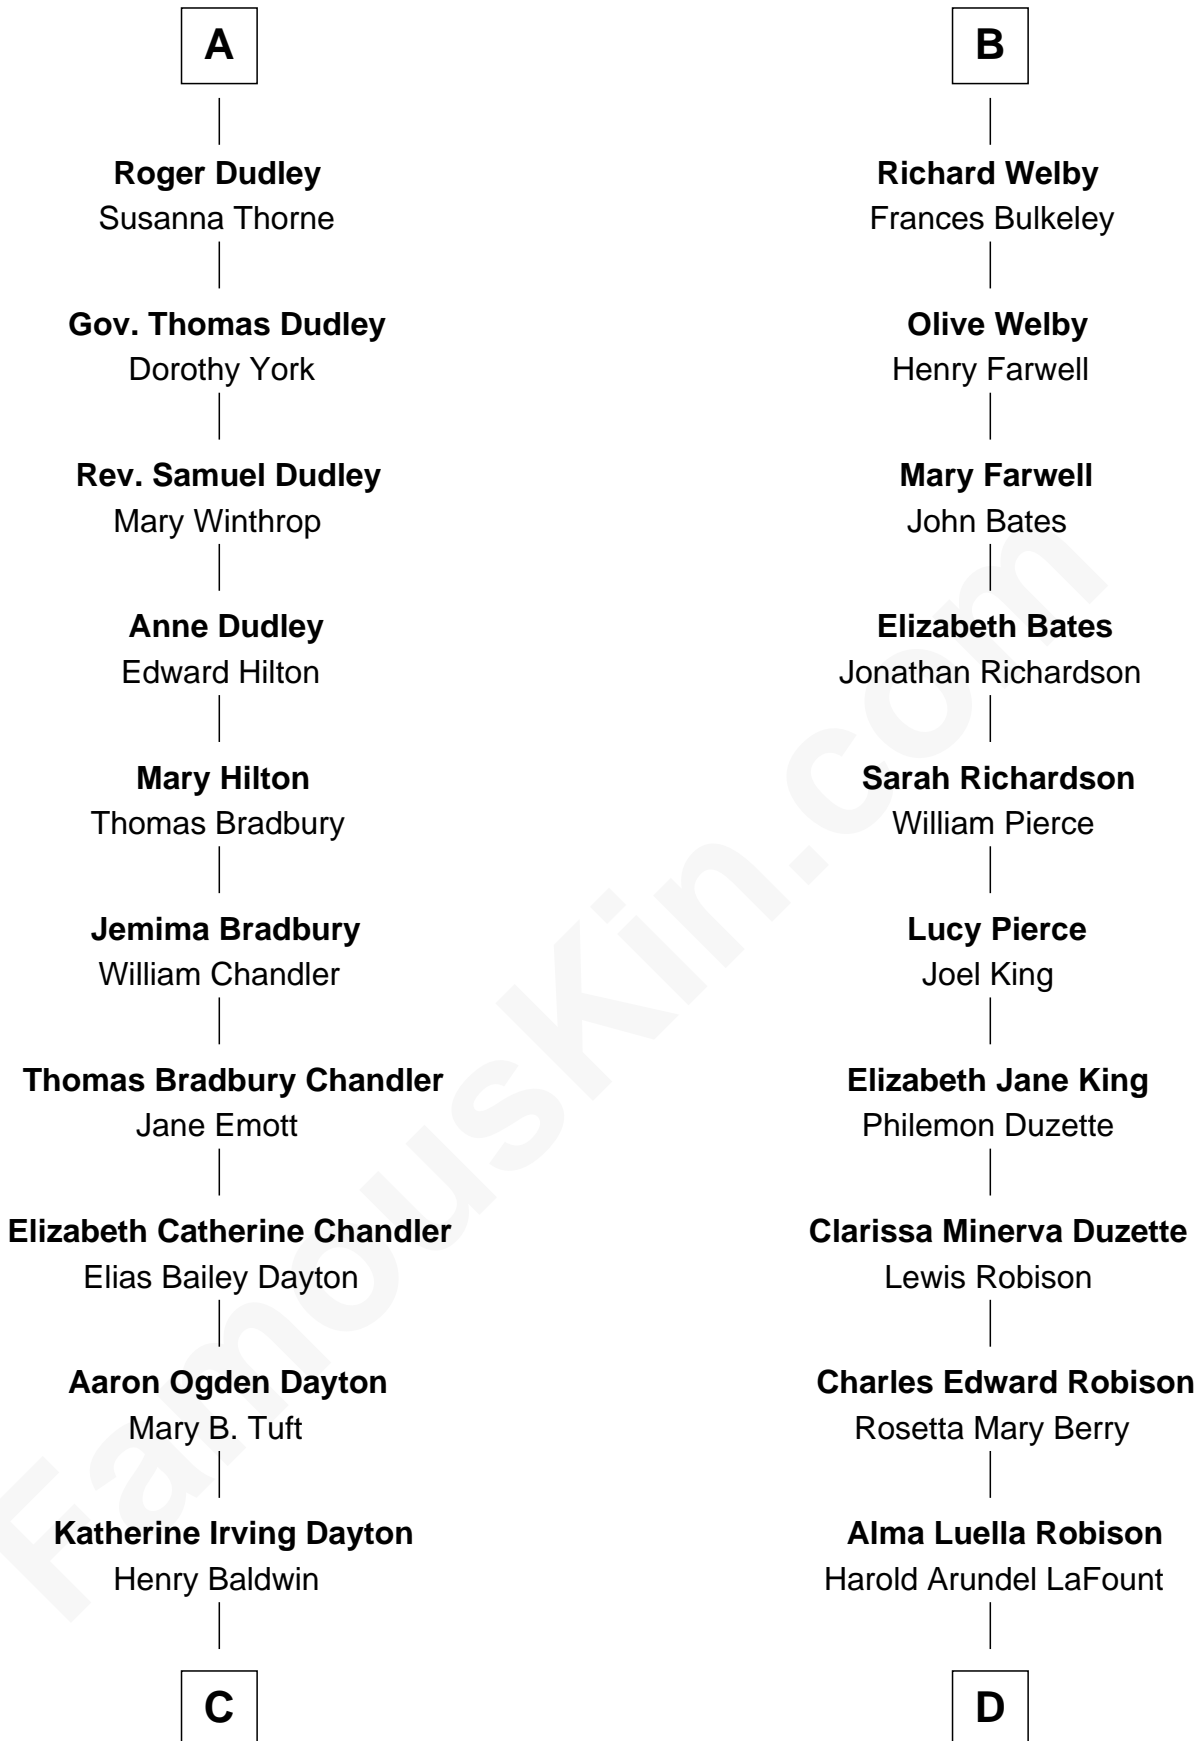 A
Roger Dudley
Susanna Thorne
Gov. Thomas Dudley
Dorothy York
Rev. Samuel Dudley
Mary Winthrop
Anne Dudley
Edward Hilton
Mary Hilton
Thomas Bradbury
Jemima Bradbury
William Chandler
Thomas Bradbury Chandler
Jane Emott
Elizabeth Catherine Chandler
Elias Bailey Dayton
Aaron Ogden Dayton
Mary B. Tuft
Katherine Irving Dayton
Henry Baldwin
C
B
Richard Welby
Frances Bulkeley
Olive Welby
Henry Farwell
Mary Farwell
John Bates
Elizabeth Bates
Jonathan Richardson
Sarah Richardson
William Pierce
Lucy Pierce
Joel King
Elizabeth Jane King
Philemon Duzette
Clarissa Minerva Duzette
Lewis Robison
Charles Edward Robison
Rosetta Mary Berry
Alma Luella Robison
Harold Arundel LaFount
D
FamousKin.com